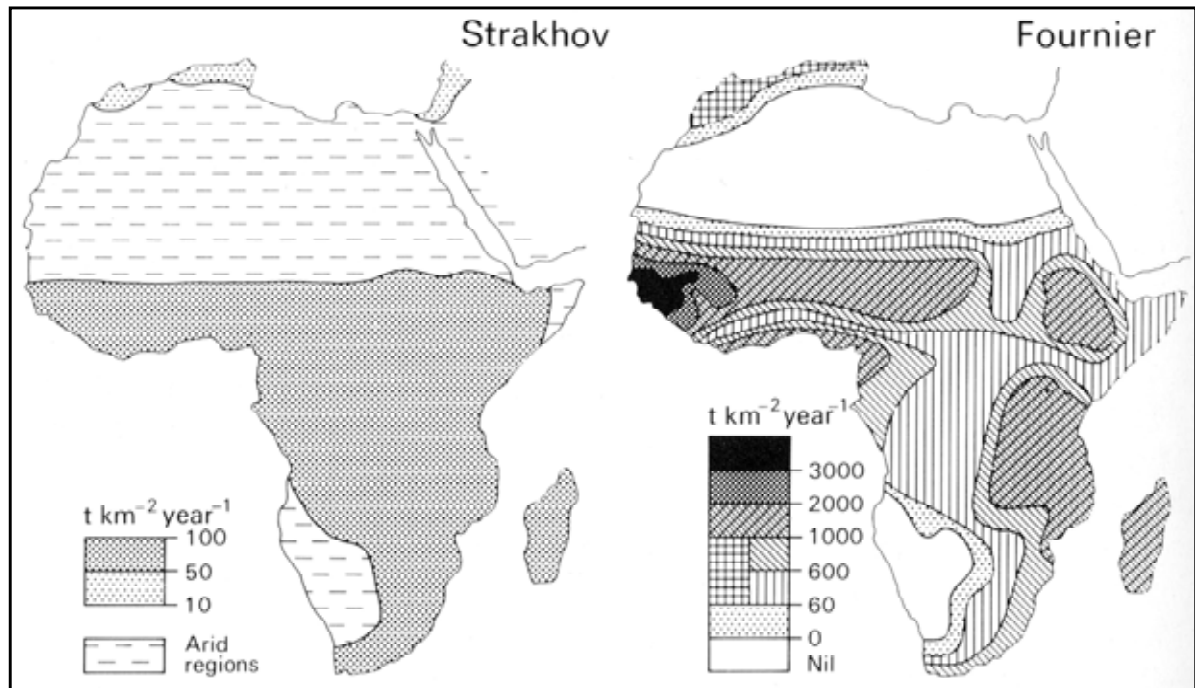 Strakhov
t km⁻² year⁻¹
100
50
10
Arid
regions
Fournier
t km⁻² year⁻¹
3000
2000
1000
600
60
0
Nil